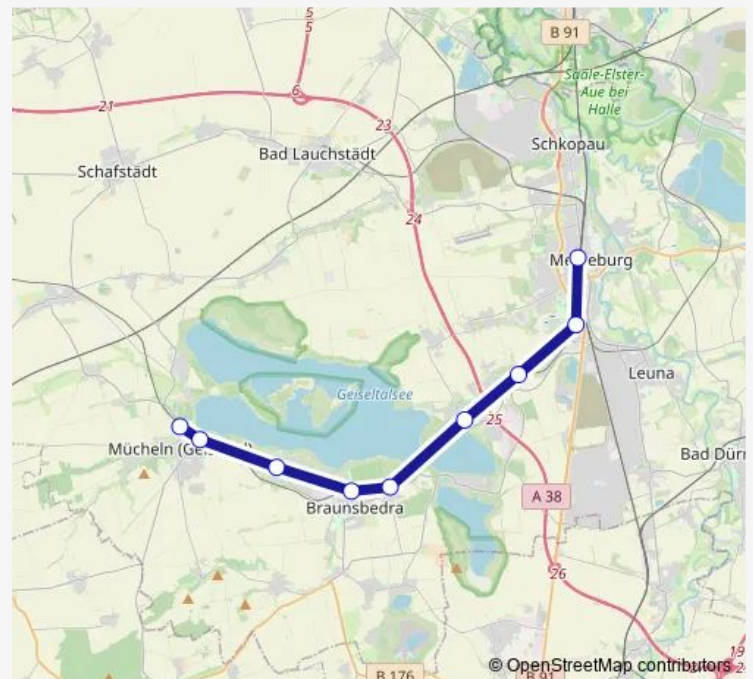 5
5
B 91
6
21
23
Saale-Elster-
Aue bei
Halle
Schkopau
Bad Lauchstädt
Schafstädt
24
Merseburg
Geiseltalsee
Leuna
25
Mücheln (Geiseltal)
Bad Dürr
A 38
Braunsbedra
26
19
B 176
B 91
© OpenStreetMap contributors